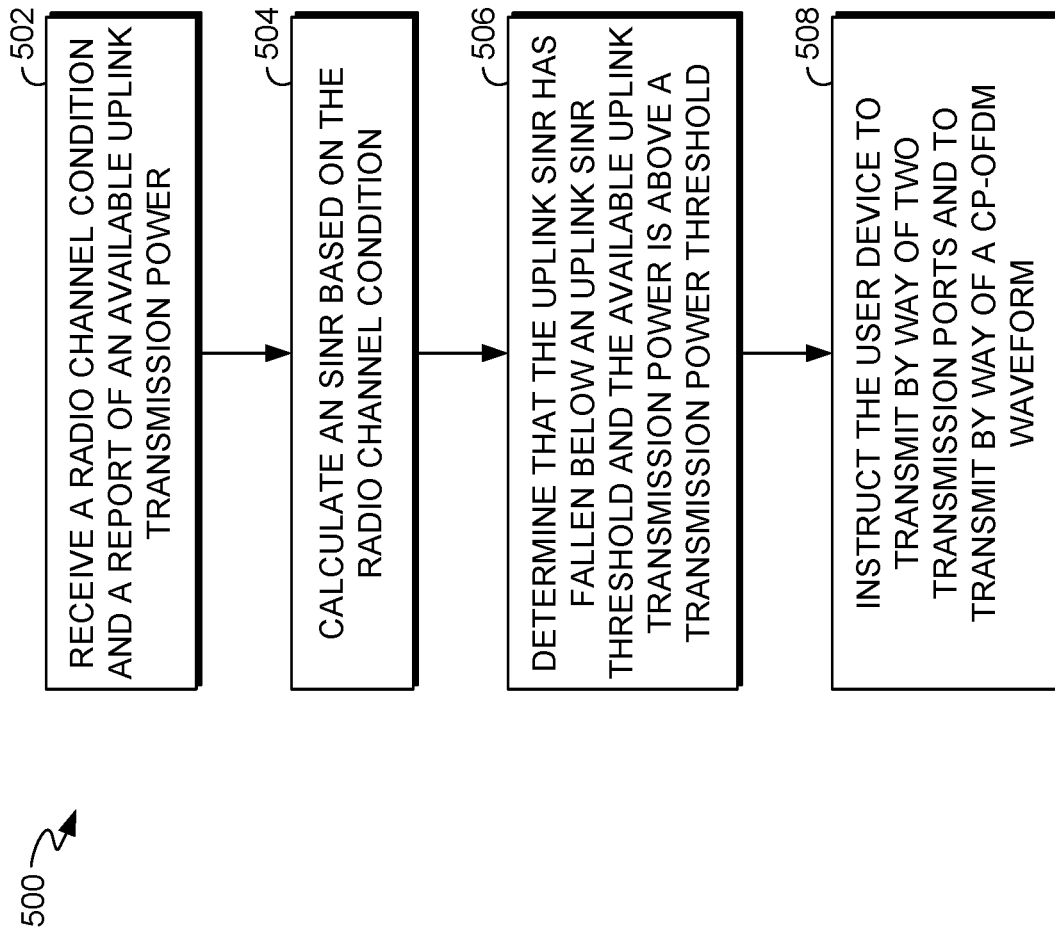 500
502
RECEIVE A RADIO CHANNEL CONDITION
AND A REPORT OF AN AVAILABLE UPLINK
TRANSMISSION POWER
504
CALCULATE AN SINR BASED ON THE
RADIO CHANNEL CONDITION
506
DETERMINE THAT THE UPLINK SINR HAS
FALLEN BELOW AN UPLINK SINR
THRESHOLD AND THE AVAILABLE UPLINK
TRANSMISSION POWER IS ABOVE A
TRANSMISSION POWER THRESHOLD
508
INSTRUCT THE USER DEVICE TO
TRANSMIT BY WAY OF TWO
TRANSMISSION PORTS AND TO
TRANSMIT BY WAY OF A CP-OFDM
WAVEFORM